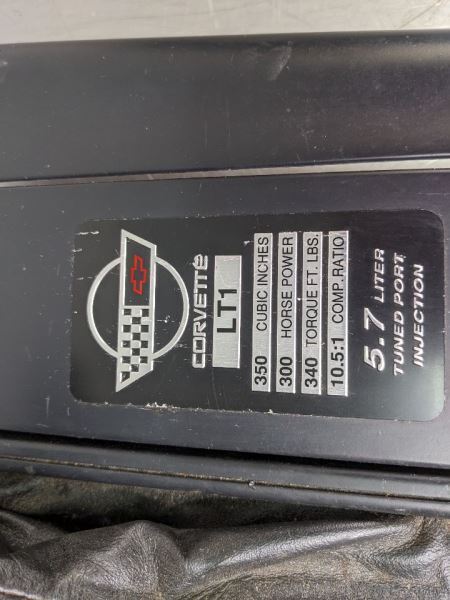 CORVETTE
LT1
350 CUBIC INCHES
300 HORSE POWER
340 TORQUE FT. LBS.
10.5:1 COMP. RATIO
5.7 LITER
TUNED PORT
INJECTION